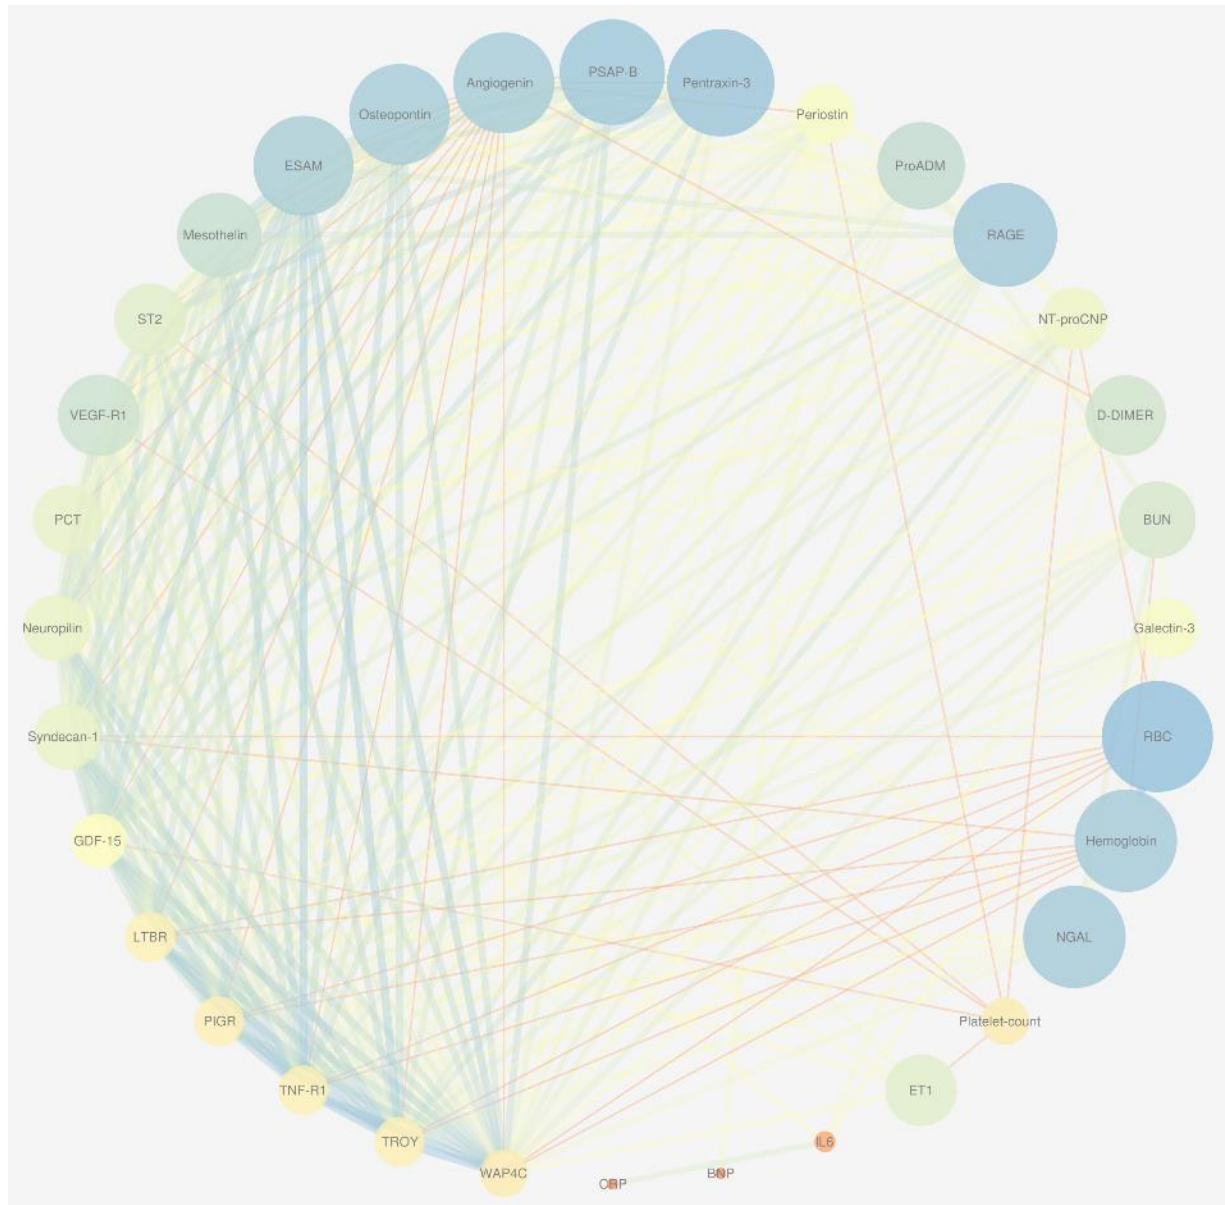 PSAP-B
Angiogenin
Pentraxin-3
Osteopontin
Periostin
ESAM
ProADM
Mesothelin
RAGE
ST2
NT-proCNP
VEGF-R1
D-DIMER
PCT
BUN
Neuropilin
Galectin-3
Syndecan-1
RBC
GDF-15
Hemoglobin
LTBR
NGAL
PIGR
Platelet-count
TNF-R1
ET1
TROY
IL6
WAP4C
BNP
CRP